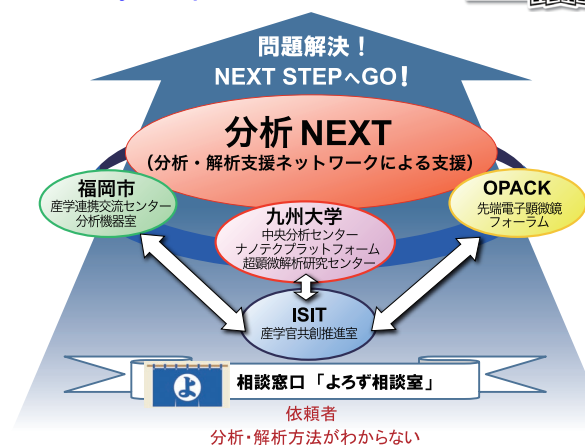 問題解決！
NEXT STEPへGO！
分析 NEXT
（分析・解析支援ネットワークによる支援）
福岡市
産学連携交流センター
分析機器室
OPACK
先端電子顕微鏡
フォーラム
九州大学
中央分析センター
ナノテクプラットフォーム
超顕微解析研究センター
ISIT
産学官共創推進室
よ
相談窓口「よろず相談室」
依頼者
分析・解析方法がわからない